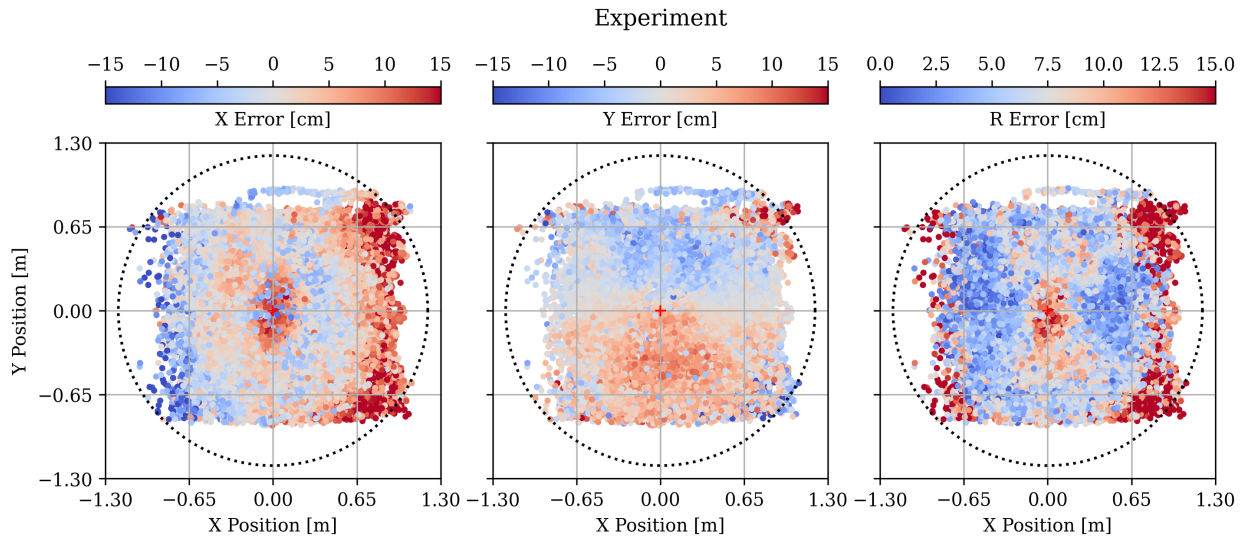 Experiment
−15 −10 −5 0 5 10 15
X Error [cm]
−15 −10 −5 0 5 10 15
Y Error [cm]
0.0 2.5 5.0 7.5 10.0 12.5 15.0
R Error [cm]
Y Position [m]
1.30
0.65
0.00
−0.65
−1.30
−1.30 −0.65 0.00 0.65 1.30
X Position [m]
−1.30 −0.65 0.00 0.65 1.30
X Position [m]
−1.30 −0.65 0.00 0.65 1.30
X Position [m]